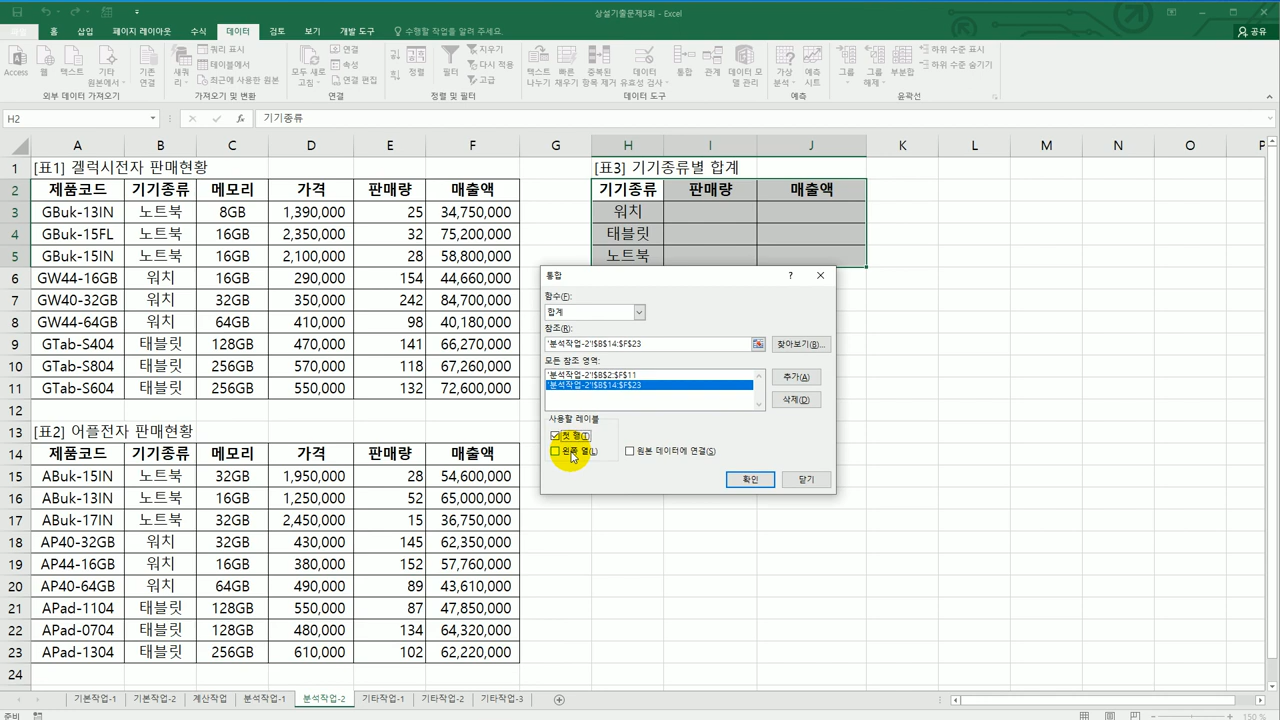 상설기출문제5회 - Excel
파일 홈 삽입 페이지 레이아웃 수식 데이터 검토 보기 개발 도구 수행할 작업을 알려 주세요. 공유
Access 웹 텍스트 기타 원본에서 기존 연결 새 쿼리 쿼리 표시 테이블에서 최근에 사용한 원본 모두 새로 고침 연결 속성 연결 편집 정렬 필터 지우기 다시 적용 고급 텍스트 나누기 빠른 채우기 중복된 항목 제거 데이터 유효성 검사 통합 관계 데이터 모델 관리 가상 분석 예측 시트 그룹 그룹 해제 부분합 하위 수준 표시 하위 수준 숨기기
외부 데이터 가져오기 가져오기 및 변환 연결 정렬 및 필터 데이터 도구 예측 윤곽선
H2 fx 기기종류
A B C D E F G H I J K L M N O P
1 [표1] 겔럭시전자 판매현황 [표3] 기기종류별 합계
2 제품코드 기기종류 메모리 가격 판매량 매출액 기기종류 판매량 매출액
3 GBuk-13IN 노트북 8GB 1,390,000 25 34,750,000 워치
4 GBuk-15FL 노트북 16GB 2,350,000 32 75,200,000 태블릿
5 GBuk-15IN 노트북 16GB 2,100,000 28 58,800,000 노트북
6 GW44-16GB 워치 16GB 290,000 154 44,660,000
7 GW40-32GB 워치 32GB 350,000 242 84,700,000
8 GW44-64GB 워치 64GB 410,000 98 40,180,000
9 GTab-S404 태블릿 128GB 470,000 141 66,270,000
10 GTab-S804 태블릿 256GB 570,000 118 67,260,000
11 GTab-S604 태블릿 256GB 550,000 132 72,600,000
12
13 [표2] 어플전자 판매현황
14 제품코드 기기종류 메모리 가격 판매량 매출액
15 ABuk-15IN 노트북 32GB 1,950,000 28 54,600,000
16 ABuk-13IN 노트북 16GB 1,250,000 52 65,000,000
17 ABuk-17IN 노트북 32GB 2,450,000 15 36,750,000
18 AP40-32GB 워치 32GB 430,000 145 62,350,000
19 AP44-16GB 워치 16GB 380,000 152 57,760,000
20 AP40-64GB 워치 64GB 490,000 89 43,610,000
21 APad-1104 태블릿 128GB 550,000 87 47,850,000
22 APad-0704 태블릿 128GB 480,000 134 64,320,000
23 APad-1304 태블릿 256GB 610,000 102 62,220,000
24
통합 ?
함수(F):
합계
참조(R):
'분석작업-2'!$B$14:$F$23 찾아보기(B)...
모든 참조 영역:
'분석작업-2'!$B$2:$F$11 추가(A)
'분석작업-2'!$B$14:$F$23 삭제(D)
사용할 레이블
첫 행(T)
왼쪽 열(L) 원본 데이터에 연결(S)
확인 닫기
기본작업-1 기본작업-2 계산작업 분석작업-1 분석작업-2 기타작업-1 기타작업-2 기타작업-3
준비 150 %